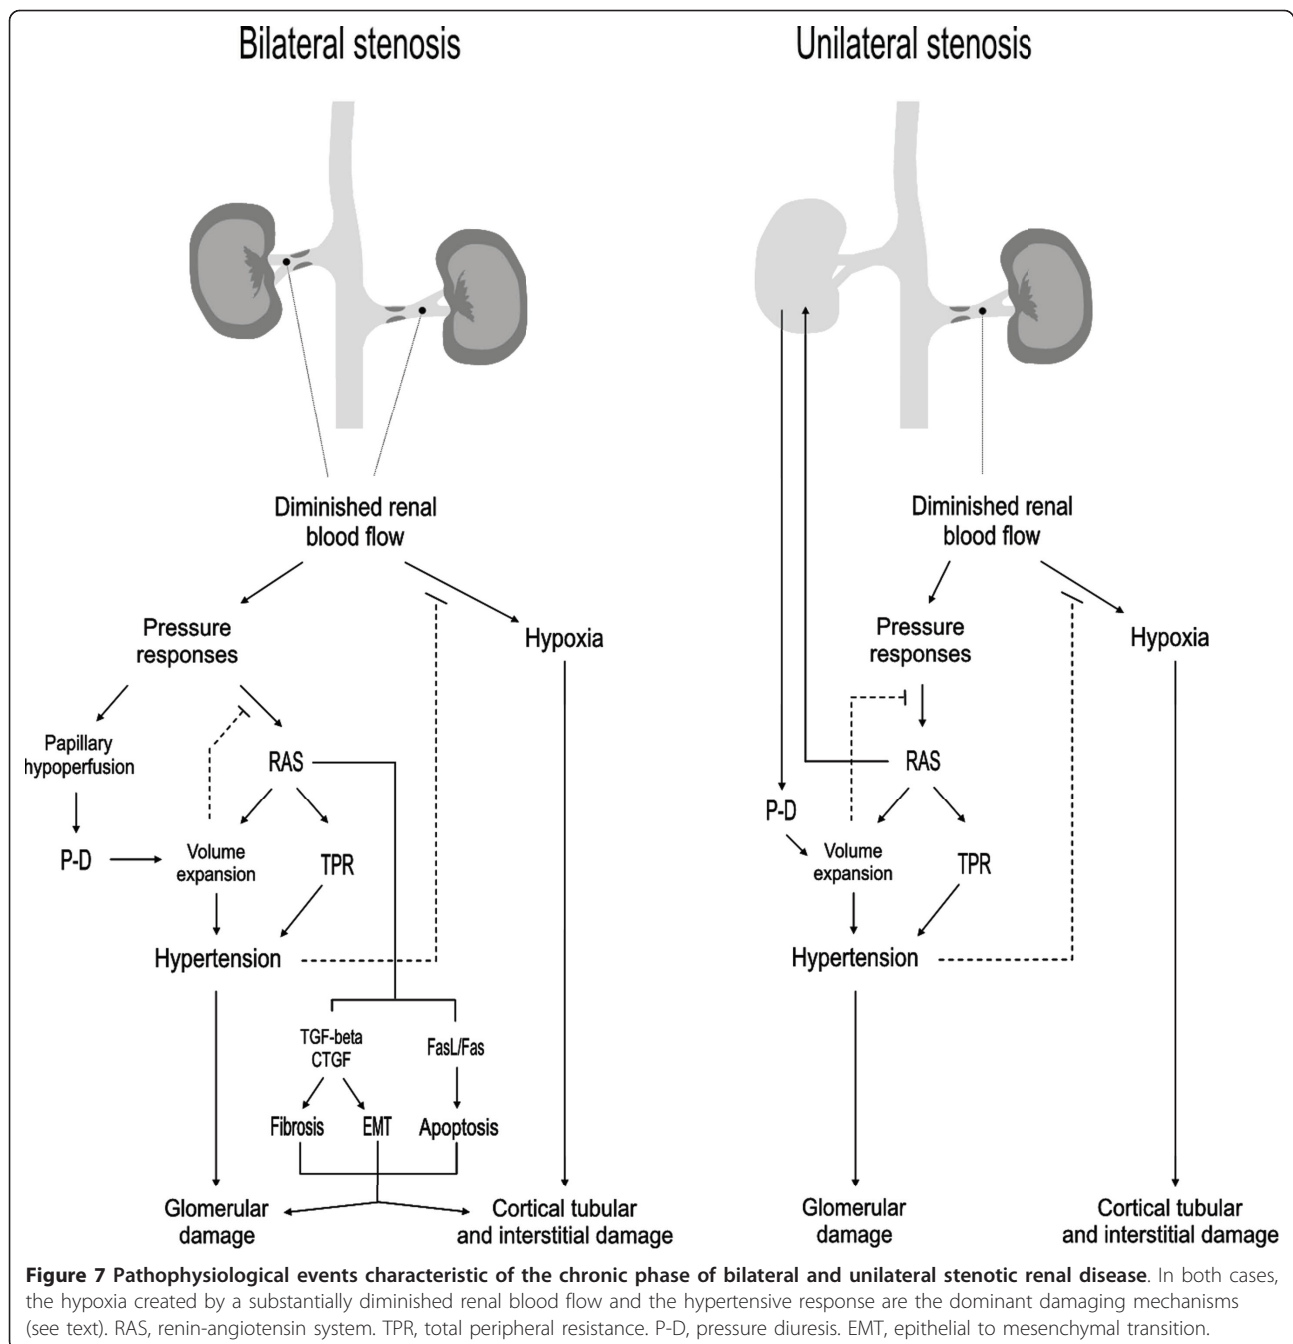 Bilateral stenosis
Diminished renal
blood flow
Pressure
responses
Hypoxia
Papillary
hypoperfusion
RAS
P-D
Volume
expansion
TPR
Hypertension
TGF-beta
CTGF
FasL/Fas
Fibrosis
EMT
Apoptosis
Glomerular
damage
Cortical tubular
and interstitial damage
Unilateral stenosis
Diminished renal
blood flow
Pressure
responses
Hypoxia
RAS
P-D
Volume
expansion
TPR
Hypertension
Glomerular
damage
Cortical tubular
and interstitial damage
Figure 7 Pathophysiological events characteristic of the chronic phase of bilateral and unilateral stenotic renal disease. In both cases,
the hypoxia created by a substantially diminished renal blood flow and the hypertensive response are the dominant damaging mechanisms
(see text). RAS, renin-angiotensin system. TPR, total peripheral resistance. P-D, pressure diuresis. EMT, epithelial to mesenchymal transition.